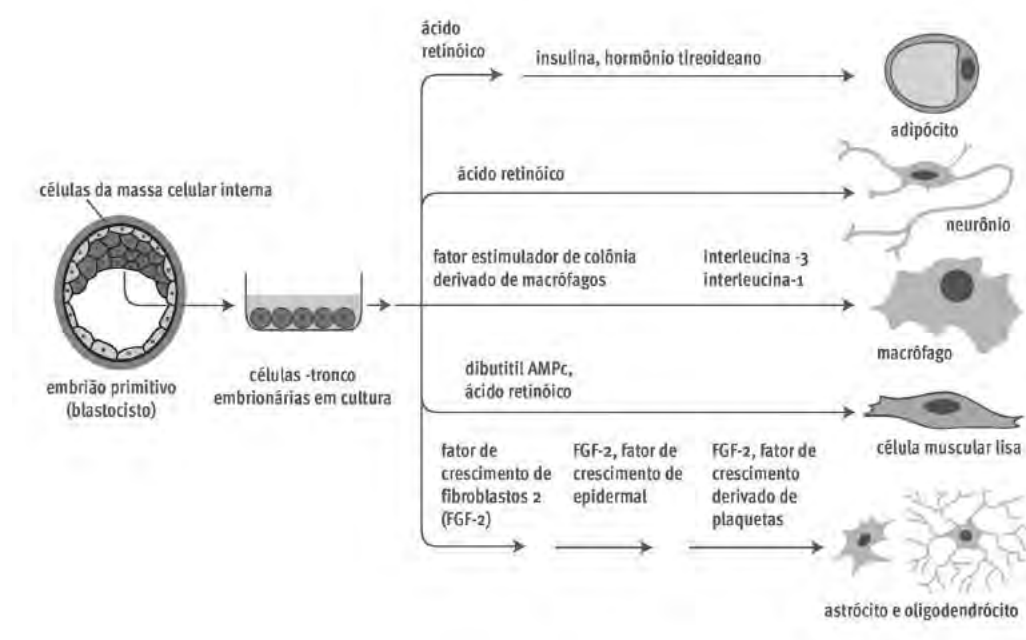 ácido
retinóico
insulina, hormônio tireoideano
adipócito
ácido retinóico
neurônio
células da massa celular interna
embrião primitivo
(blastocisto)
células -tronco
embrionárias em cultura
fator estimulador de colônia
derivado de macrófagos
Interleucina -3
interleucina-1
macrófago
dibutitil AMPc,
ácido retinóico
célula muscular lisa
fator de
crescimento de
fibroblastos 2
(FGF-2)
FGF-2, fator de
crescimento de
epidermal
FGF-2, fator de
crescimento
derivado de
plaquetas
astrócito e oligodendrócito